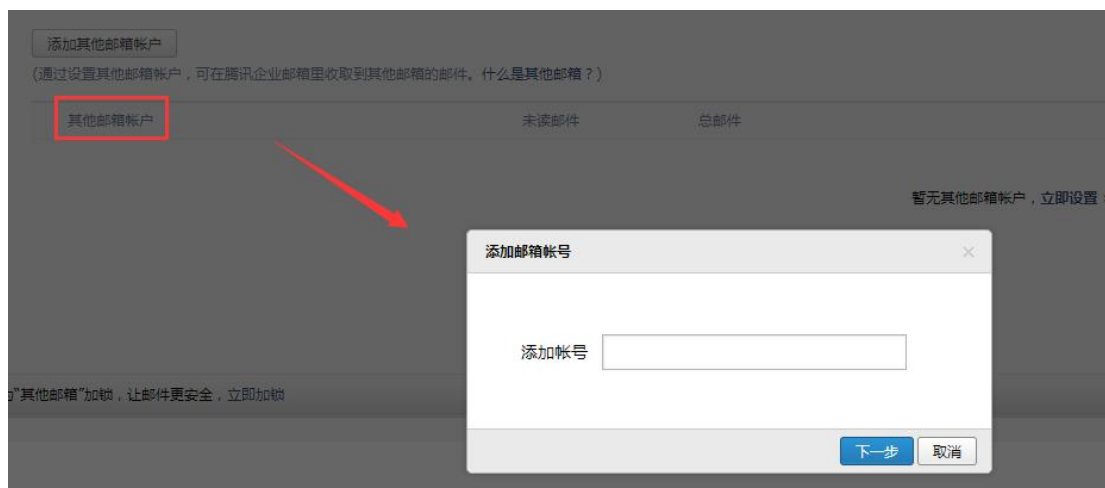 添加其他邮箱帐户
(通过设置其他邮箱帐户，可在腾讯企业邮箱里收取到其他邮箱的邮件。什么是其他邮箱？)
其他邮箱帐户 未读邮件 总邮件
暂无其他邮箱帐户，立即设置
添加邮箱帐号
添加帐号
"其他邮箱"加锁，让邮件更安全，立即加锁
下一步 取消